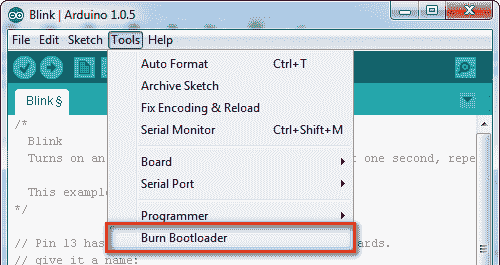 Blink | Arduino 1.0.5
File Edit Sketch Tools Help
Auto Format Ctrl+T
Archive Sketch
Fix Encoding & Reload
Serial Monitor Ctrl+Shift+M
Board
Serial Port
Programmer
Burn Bootloader
Blink §
/*
Blink
Turns on an t one second, repe
This example
*/
// Pin 13 has ards.
// give it a name: